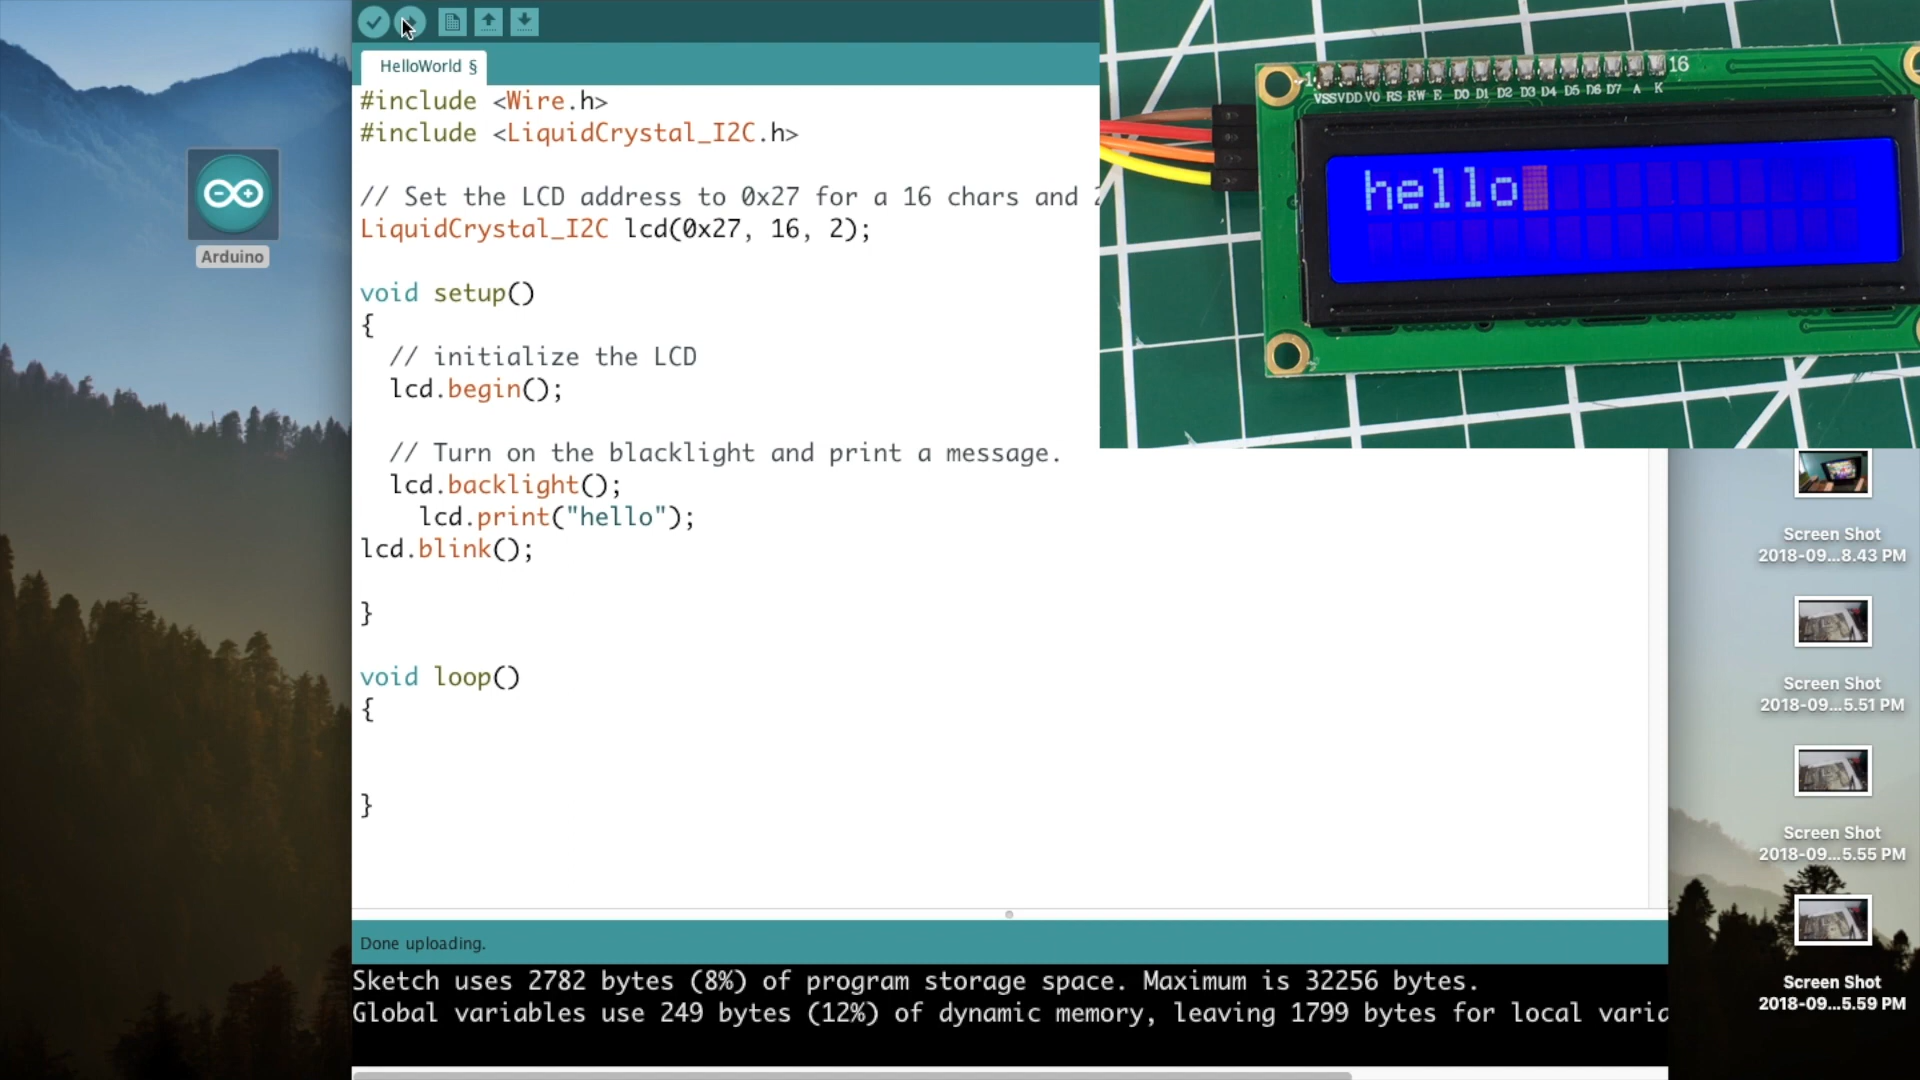 HelloWorld §
#include <Wire.h>
#include <LiquidCrystal_I2C.h>
// Set the LCD address to 0x27 for a 16 chars and
LiquidCrystal_I2C lcd(0x27, 16, 2);
void setup()
{
// initialize the LCD
lcd.begin();
// Turn on the blacklight and print a message.
lcd.backlight();
lcd.print("hello");
lcd.blink();
}
void loop()
{
}
Done uploading.
Sketch uses 2782 bytes (8%) of program storage space. Maximum is 32256 bytes.
Global variables use 249 bytes (12%) of dynamic memory, leaving 1799 bytes for local varia
Arduino
1 16
VSS VDD V0 RS RW E D0 D1 D2 D3 D4 D5 D6 D7 A K
hello
Screen Shot
2018-09...8.43 PM
Screen Shot
2018-09...5.51 PM
Screen Shot
2018-09...5.55 PM
Screen Shot
2018-09...5.59 PM